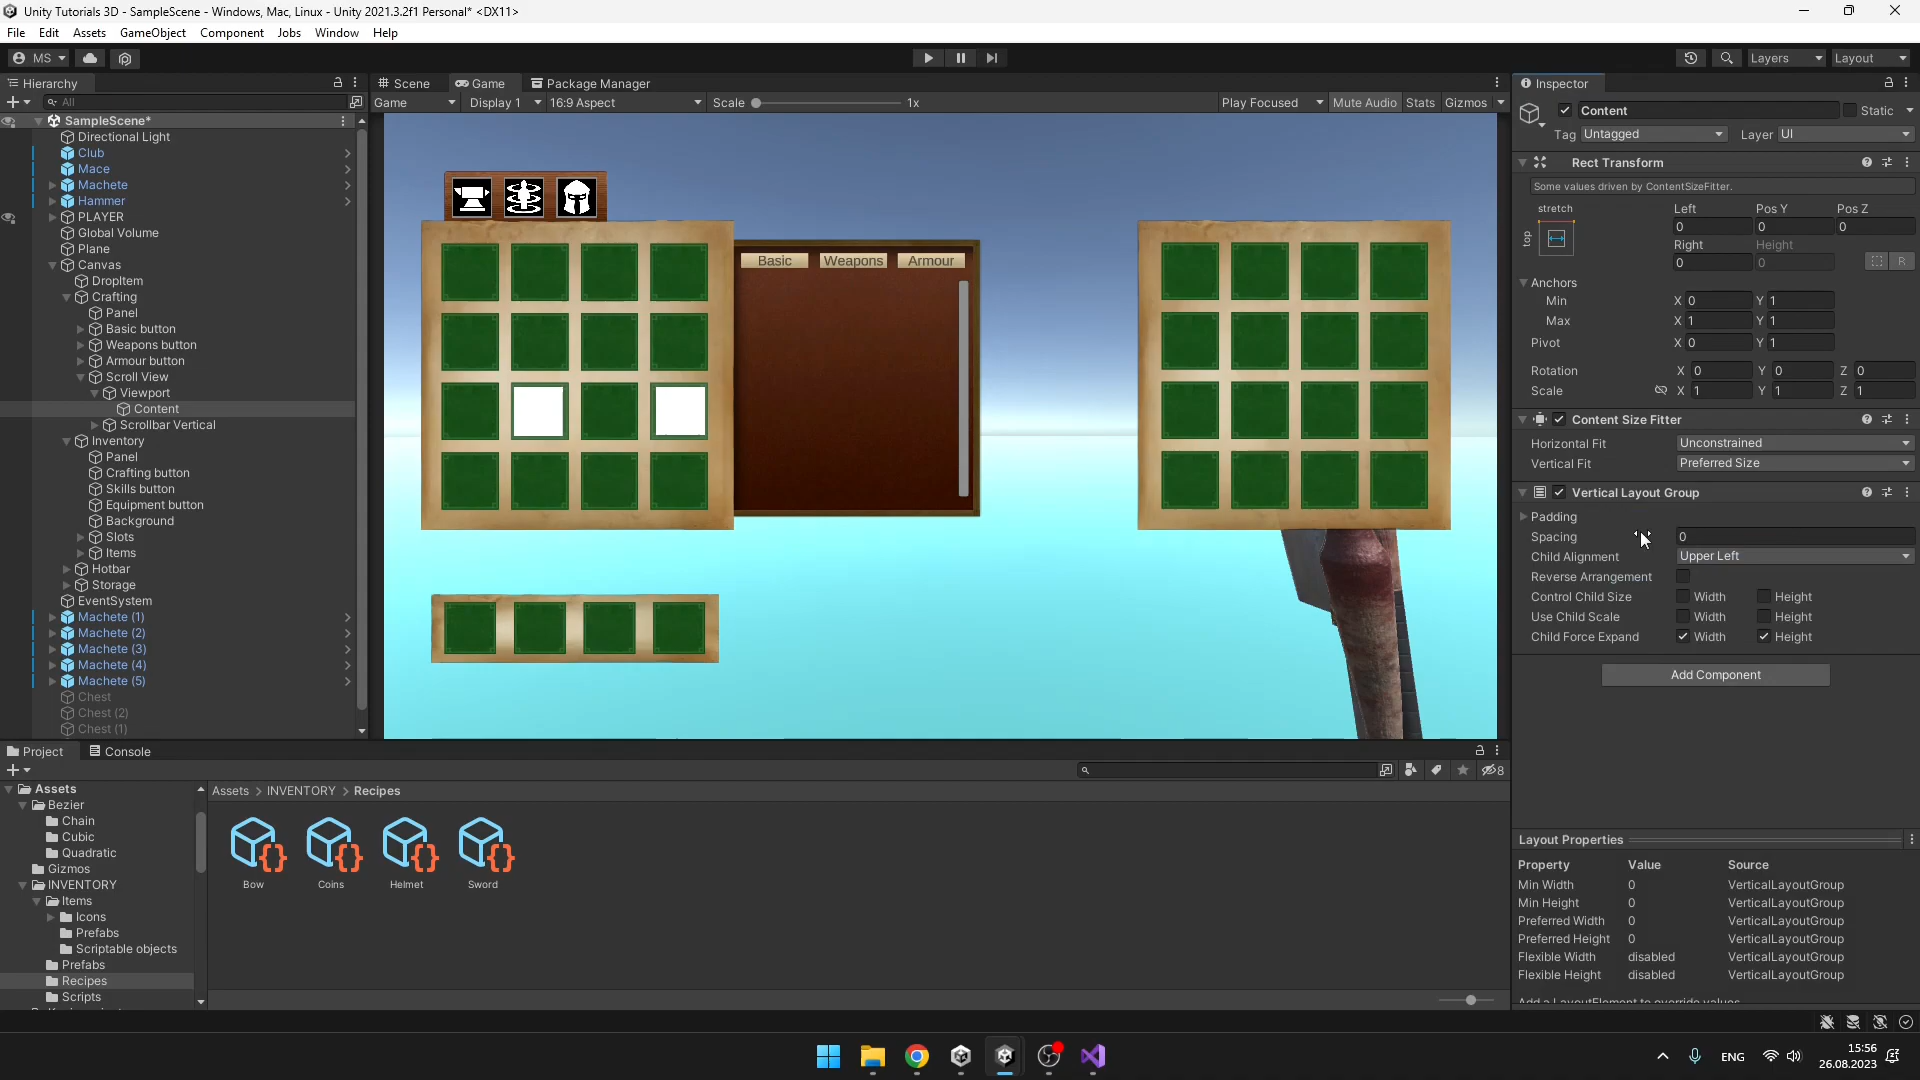 Unity Tutorials 3D - SampleScene - Windows, Mac, Linux - Unity 2021.3.2f1 Personal* <DX11>
File Edit Assets GameObject Component Jobs Window Help
MS
Layers Layout
Hierarchy
All
SampleScene*
Directional Light
Club
Mace
Machete
Hammer
PLAYER
Global Volume
Plane
Canvas
DropItem
Crafting
Panel
Basic button
Weapons button
Armour button
Scroll View
Viewport
Content
Scrollbar Vertical
Inventory
Panel
Crafting button
Skills button
Equipment button
Background
Slots
Items
Hotbar
Storage
EventSystem
Machete (1)
Machete (2)
Machete (3)
Machete (4)
Machete (5)
Chest
Chest (2)
Chest (1)
Scene Game Package Manager
Game Display 1 16:9 Aspect Scale 1x Play Focused Mute Audio Stats Gizmos
Basic Weapons Armour
Inspector
Content Static
Tag Untagged Layer UI
Rect Transform
Some values driven by ContentSizeFitter.
stretch Left Pos Y Pos Z
top 0 0 0
Right Height
0 0 R
Anchors
Min X 0 Y 1
Max X 1 Y 1
Pivot X 0 Y 1
Rotation X 0 Y 0 Z 0
Scale X 1 Y 1 Z 1
Content Size Fitter
Horizontal Fit Unconstrained
Vertical Fit Preferred Size
Vertical Layout Group
Padding
Spacing 0
Child Alignment Upper Left
Reverse Arrangement
Control Child Size Width Height
Use Child Scale Width Height
Child Force Expand Width Height
Add Component
Layout Properties
Property Value Source
Min Width 0 VerticalLayoutGroup
Min Height 0 VerticalLayoutGroup
Preferred Width 0 VerticalLayoutGroup
Preferred Height 0 VerticalLayoutGroup
Flexible Width disabled VerticalLayoutGroup
Flexible Height disabled VerticalLayoutGroup
Add a LayoutElement to override values.
Project Console
8
Assets
Bezier
Chain
Cubic
Quadratic
Gizmos
INVENTORY
Items
Icons
Prefabs
Scriptable objects
Prefabs
Recipes
Scripts
Assets > INVENTORY > Recipes
Bow Coins Helmet Sword
ENG 15:56
26.08.2023